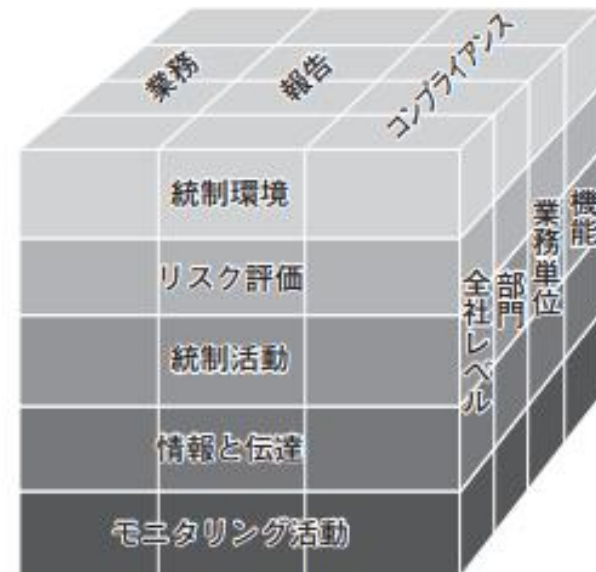 業務
報告
コンプライアンス
統制環境
リスク評価
統制活動
情報と伝達
モニタリング活動
全社レベル
部門
業務単位
機能